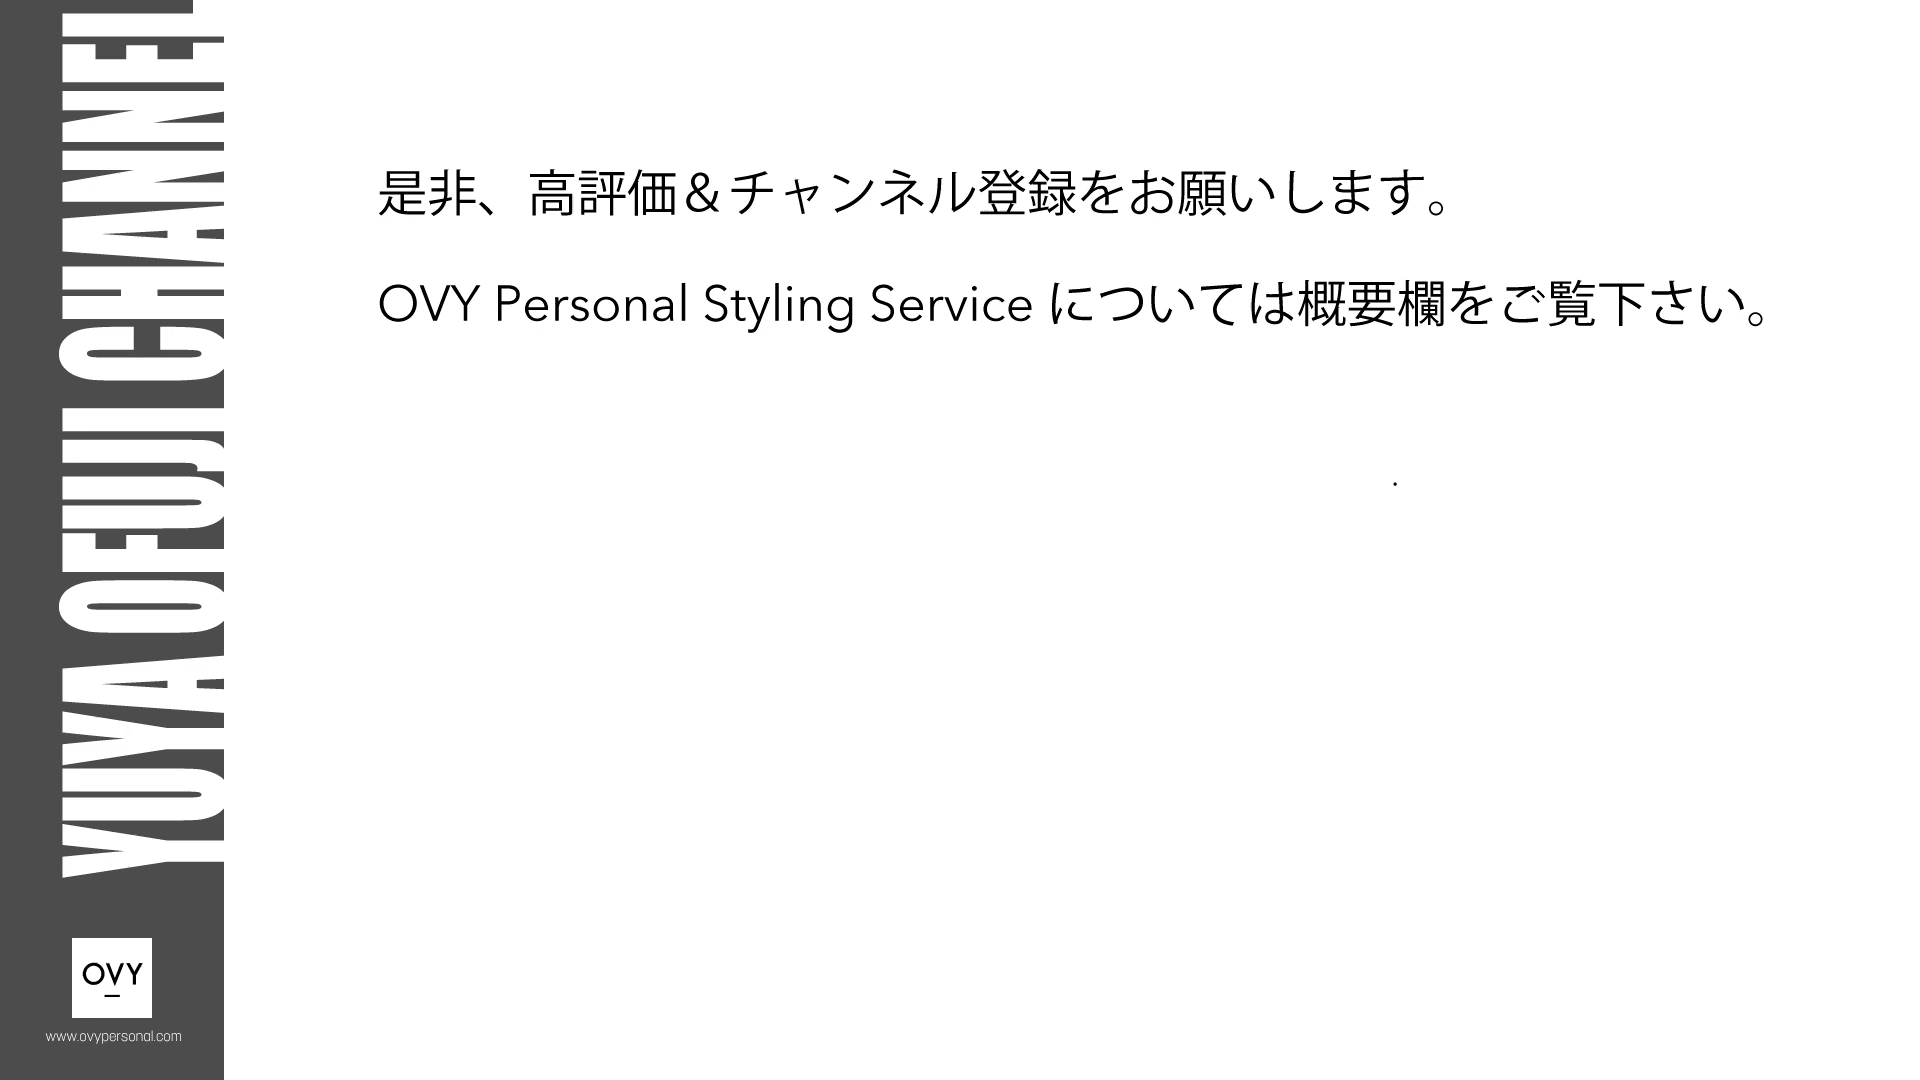 YUYA OFUJI CHANNEL
是非、高評価＆チャンネル登録をお願いします。
OVY Personal Styling Service については概要欄をご覧下さい。
.
OVY
www.ovypersonal.com